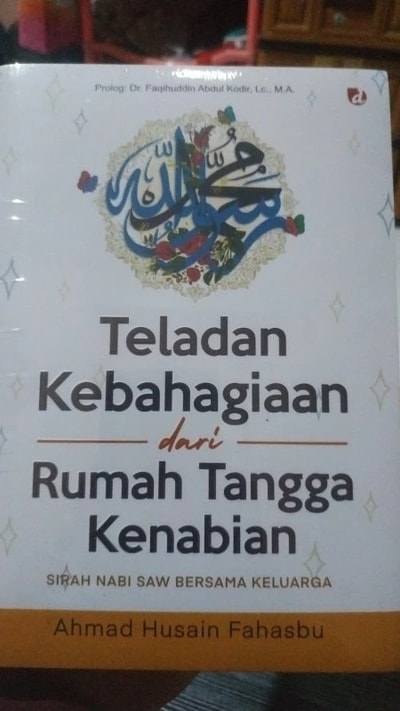 Prolog: Dr. Faqihuddin Abdul Kodir, Lc., M.A.
محمد رسول الله
Teladan
Kebahagiaan
dari
Rumah Tangga
Kenabian
SIRAH NABI SAW BERSAMA KELUARGA
Ahmad Husain Fahasbu